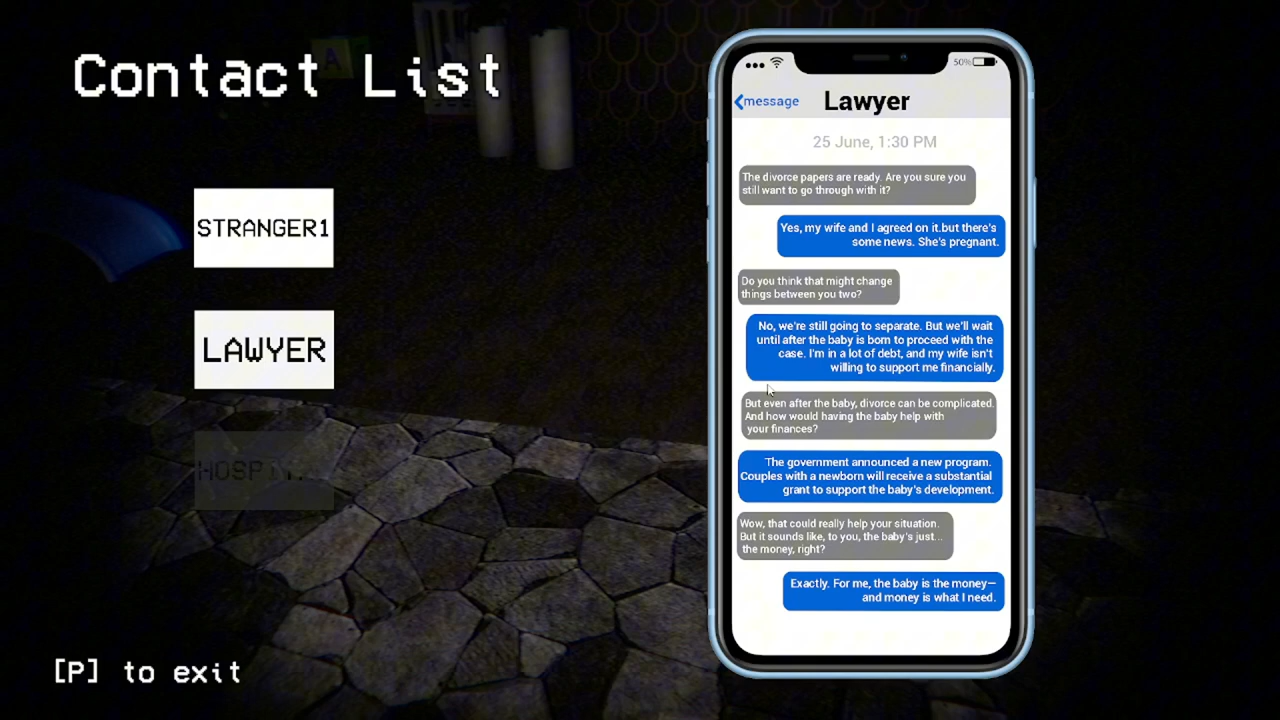 Contact List
STRANGER1
LAWYER
[P] to exit
50%
message
Lawyer
25 June, 1:30 PM
The divorce papers are ready. Are you sure you
still want to go through with it?
Yes, my wife and I agreed on it.but there's
some news. She's pregnant.
Do you think that might change
things between you two?
No, we're still going to separate. But we'll wait
until after the baby is born to proceed with the
case. I'm in a lot of debt, and my wife isn't
willing to support me financially.
But even after the baby, divorce can be complicated.
And how would having the baby help with
your finances?
The government announced a new program.
Couples with a newborn will receive a substantial
grant to support the baby's development.
Wow, that could really help your situation.
But it sounds like, to you, the baby's just...
the money, right?
Exactly. For me, the baby is the money—
and money is what I need.